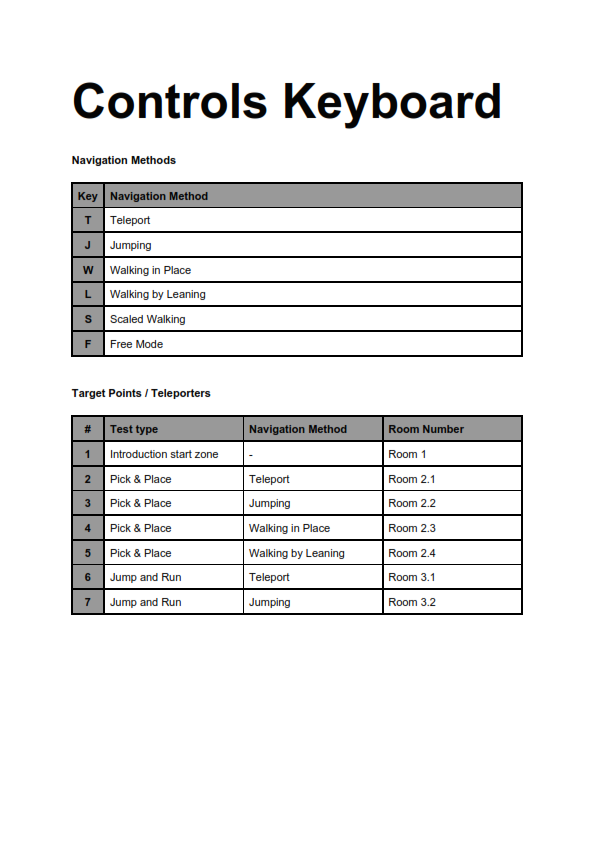 Controls Keyboard
Navigation Methods
Key Navigation Method
T Teleport
J Jumping
W Walking in Place
L Walking by Leaning
S Scaled Walking
F Free Mode
Target Points / Teleporters
# Test type Navigation Method Room Number
1 Introduction start zone - Room 1
2 Pick & Place Teleport Room 2.1
3 Pick & Place Jumping Room 2.2
4 Pick & Place Walking in Place Room 2.3
5 Pick & Place Walking by Leaning Room 2.4
6 Jump and Run Teleport Room 3.1
7 Jump and Run Jumping Room 3.2